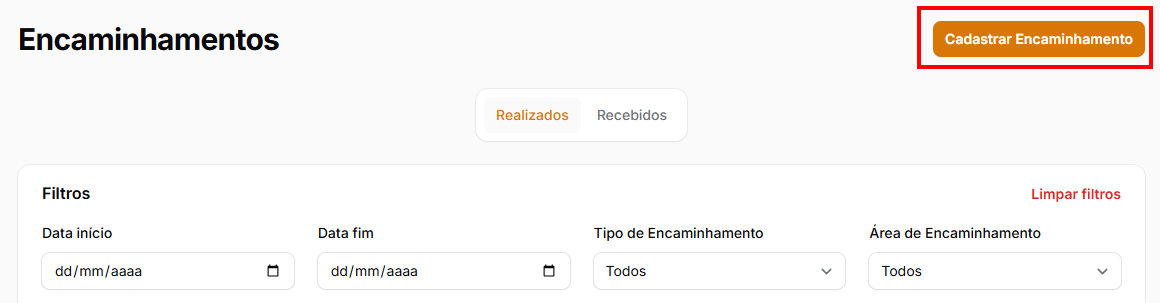 Encaminhamentos
Cadastrar Encaminhamento
Realizados Recebidos
Filtros Limpar filtros
Data início Data fim Tipo de Encaminhamento Área de Encaminhamento
dd/mm/aaaa dd/mm/aaaa Todos Todos